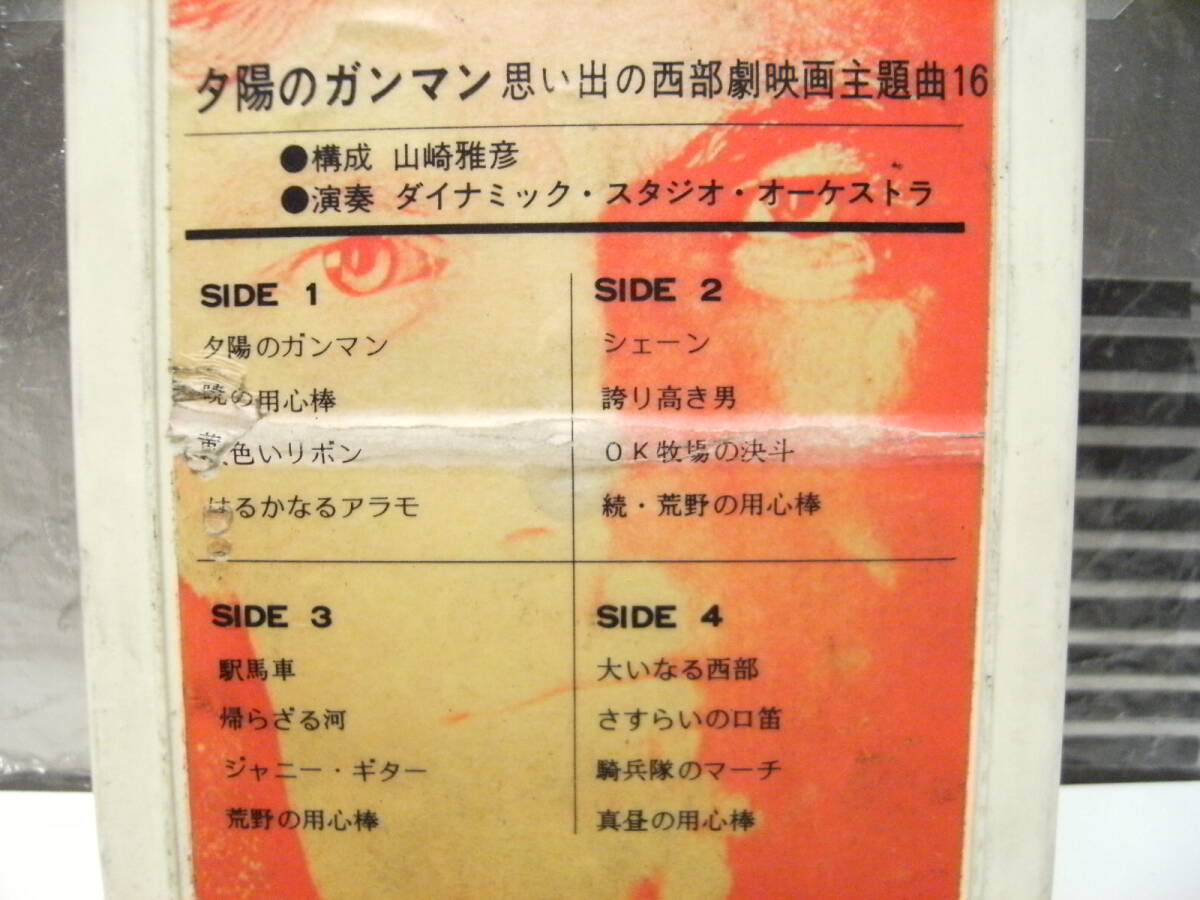 夕陽のガンマン 思い出の西部劇映画主題曲16
●構成 山崎雅彦
●演奏 ダイナミック・スタジオ・オーケストラ
SIDE 1
夕陽のガンマン
暁の用心棒
黄色いリボン
はるかなるアラモ
SIDE 2
シェーン
誇り高き男
OK牧場の決斗
続・荒野の用心棒
SIDE 3
駅馬車
帰らざる河
ジャニー・ギター
荒野の用心棒
SIDE 4
大いなる西部
さすらいの口笛
騎兵隊のマーチ
真昼の用心棒